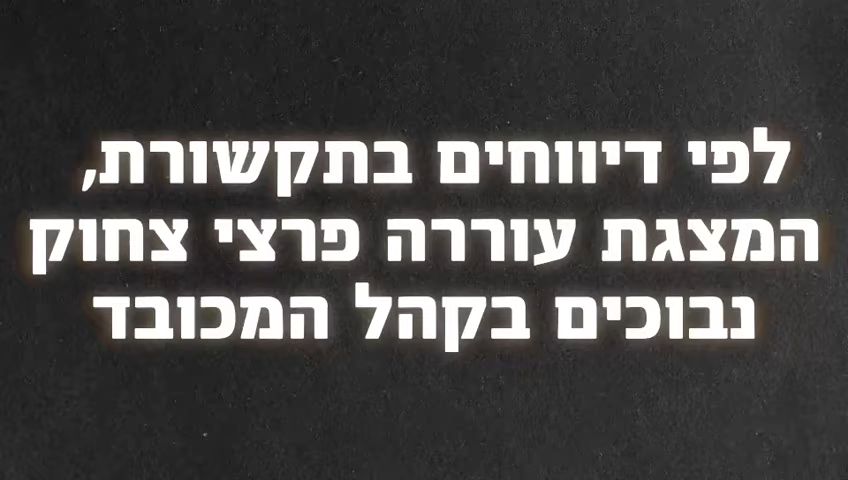 לפי דיווחים בתקשורת,
המצגת עוררה פרצי צחוק
נבוכים בקהל המכובד